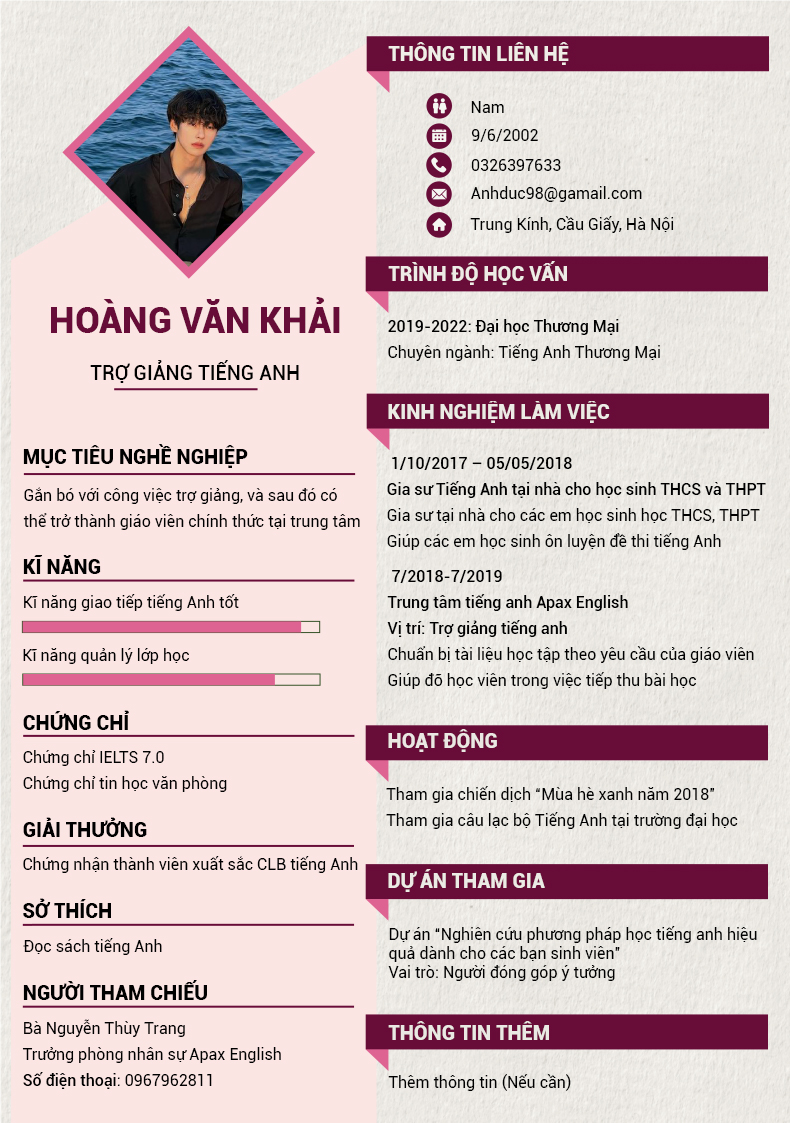 HOÀNG VĂN KHẢI
TRỢ GIẢNG TIẾNG ANH
MỤC TIÊU NGHỀ NGHIỆP
Gắn bó với công việc trợ giảng, và sau đó có
thể trở thành giáo viên chính thức tại trung tâm
KĨ NĂNG
Kĩ năng giao tiếp tiếng Anh tốt
Kĩ năng quản lý lớp học
CHỨNG CHỈ
Chứng chỉ IELTS 7.0
Chứng chỉ tin học văn phòng
GIẢI THƯỞNG
Chứng nhận thành viên xuất sắc CLB tiếng Anh
SỞ THÍCH
Đọc sách tiếng Anh
NGƯỜI THAM CHIẾU
Bà Nguyễn Thùy Trang
Trưởng phòng nhân sự Apax English
Số điện thoại: 0967962811
THÔNG TIN LIÊN HỆ
Nam
9/6/2002
0326397633
Anhduc98@gamail.com
Trung Kính, Cầu Giấy, Hà Nội
TRÌNH ĐỘ HỌC VẤN
2019-2022: Đại học Thương Mại
Chuyên ngành: Tiếng Anh Thương Mại
KINH NGHIỆM LÀM VIỆC
1/10/2017 – 05/05/2018
Gia sư Tiếng Anh tại nhà cho học sinh THCS và THPT
Gia sư tại nhà cho các em học sinh học THCS, THPT
Giúp các em học sinh ôn luyện đề thi tiếng Anh
7/2018-7/2019
Trung tâm tiếng anh Apax English
Vị trí: Trợ giảng tiếng anh
Chuẩn bị tài liệu học tập theo yêu cầu của giáo viên
Giúp đõ học viên trong việc tiếp thu bài học
HOẠT ĐỘNG
Tham gia chiến dịch “Mùa hè xanh năm 2018”
Tham gia câu lạc bộ Tiếng Anh tại trường đại học
DỰ ÁN THAM GIA
Dự án “Nghiên cứu phương pháp học tiếng anh hiệu
quả dành cho các bạn sinh viên”
Vai trò: Người đóng góp ý tưởng
THÔNG TIN THÊM
Thêm thông tin (Nếu cần)